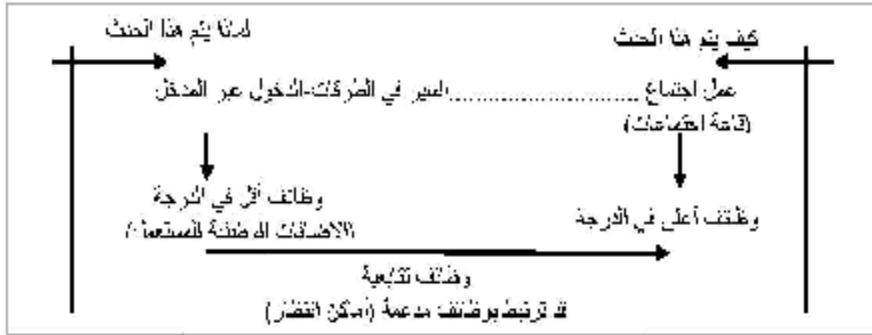 كيف يتم هذا الحدث
لماذا يتم هذا الحدث
عمل اجتماع ............................السير في الطرقات-الدخول عبر المدخل
(قاعة اجتماعات)
وظائف أعلى في الدرجة
وظائف أقل في الدرجة
وظائف تتابعية
قد ترتبط بوظائف مدعمة (أماكن انتظار)